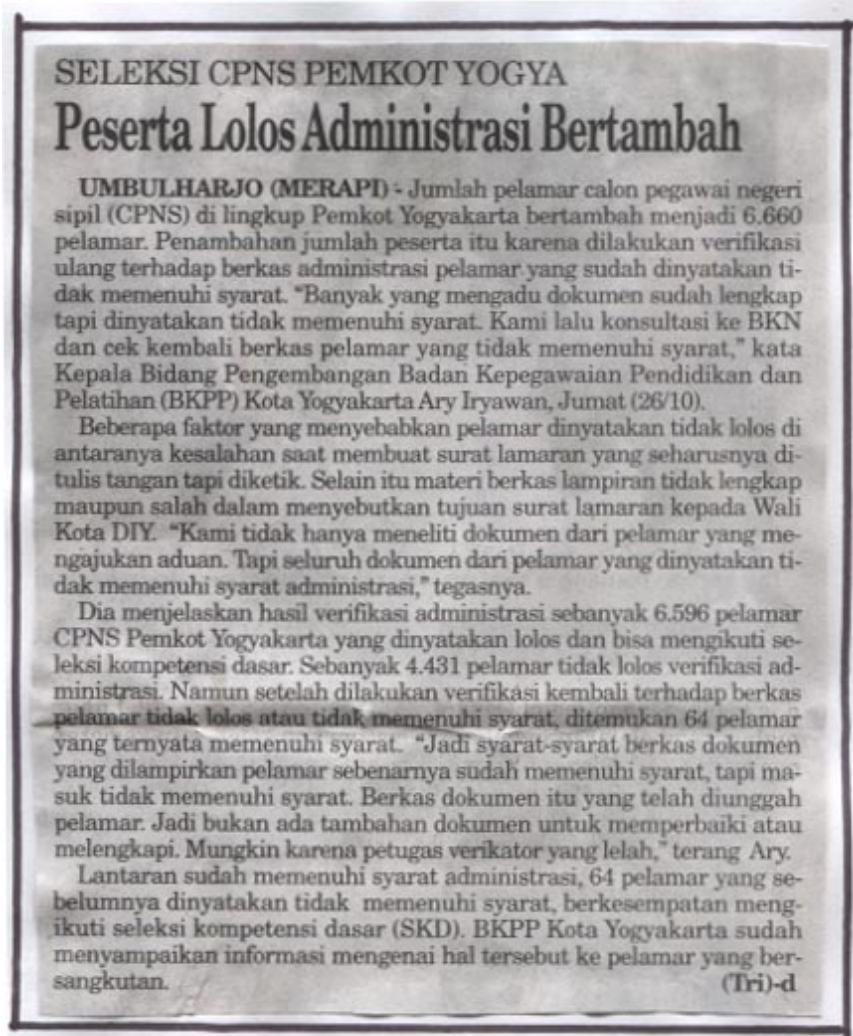 SELEKSI CPNS PEMKOT YOGYA
Peserta Lolos Administrasi Bertambah
UMBULHARJO (MERAPI) - Jumlah pelamar calon pegawai negeri
sipil (CPNS) di lingkup Pemkot Yogyakarta bertambah menjadi 6.660
pelamar. Penambahan jumlah peserta itu karena dilakukan verifikasi
ulang terhadap berkas administrasi pelamar yang sudah dinyatakan ti-
dak memenuhi syarat. “Banyak yang mengadu dokumen sudah lengkap
tapi dinyatakan tidak memenuhi syarat. Kami lalu konsultasi ke BKN
dan cek kembali berkas pelamar yang tidak memenuhi syarat,” kata
Kepala Bidang Pengembangan Badan Kepegawaian Pendidikan dan
Pelatihan (BKPP) Kota Yogyakarta Ary Iryawan, Jumat (26/10).
Beberapa faktor yang menyebabkan pelamar dinyatakan tidak lolos di
antaranya kesalahan saat membuat surat lamaran yang seharusnya di-
tulis tangan tapi diketik. Selain itu materi berkas lampiran tidak lengkap
maupun salah dalam menyebutkan tujuan surat lamaran kepada Wali
Kota DIY. “Kami tidak hanya meneliti dokumen dari pelamar yang me-
ngajukan aduan. Tapi seluruh dokumen dari pelamar yang dinyatakan ti-
dak memenuhi syarat administrasi,” tegasnya.
Dia menjelaskan hasil verifikasi administrasi sebanyak 6.596 pelamar
CPNS Pemkot Yogyakarta yang dinyatakan lolos dan bisa mengikuti se-
leksi kompetensi dasar. Sebanyak 4.431 pelamar tidak lolos verifikasi ad-
ministrasi. Namun setelah dilakukan verifikasi kembali terhadap berkas
pelamar tidak lolos atau tidak memenuhi syarat, ditemukan 64 pelamar
yang ternyata memenuhi syarat. “Jadi syarat-syarat berkas dokumen
yang dilampirkan pelamar sebenarnya sudah memenuhi syarat, tapi ma-
suk tidak memenuhi syarat. Berkas dokumen itu yang telah diunggah
pelamar. Jadi bukan ada tambahan dokumen untuk memperbaiki atau
melengkapi. Mungkin karena petugas verikator yang lelah,” terang Ary.
Lantaran sudah memenuhi syarat administrasi, 64 pelamar yang se-
belumnya dinyatakan tidak memenuhi syarat, berkesempatan meng-
ikuti seleksi kompetensi dasar (SKD). BKPP Kota Yogyakarta sudah
menyampaikan informasi mengenai hal tersebut ke pelamar yang ber-
sangkutan. (Tri)-d